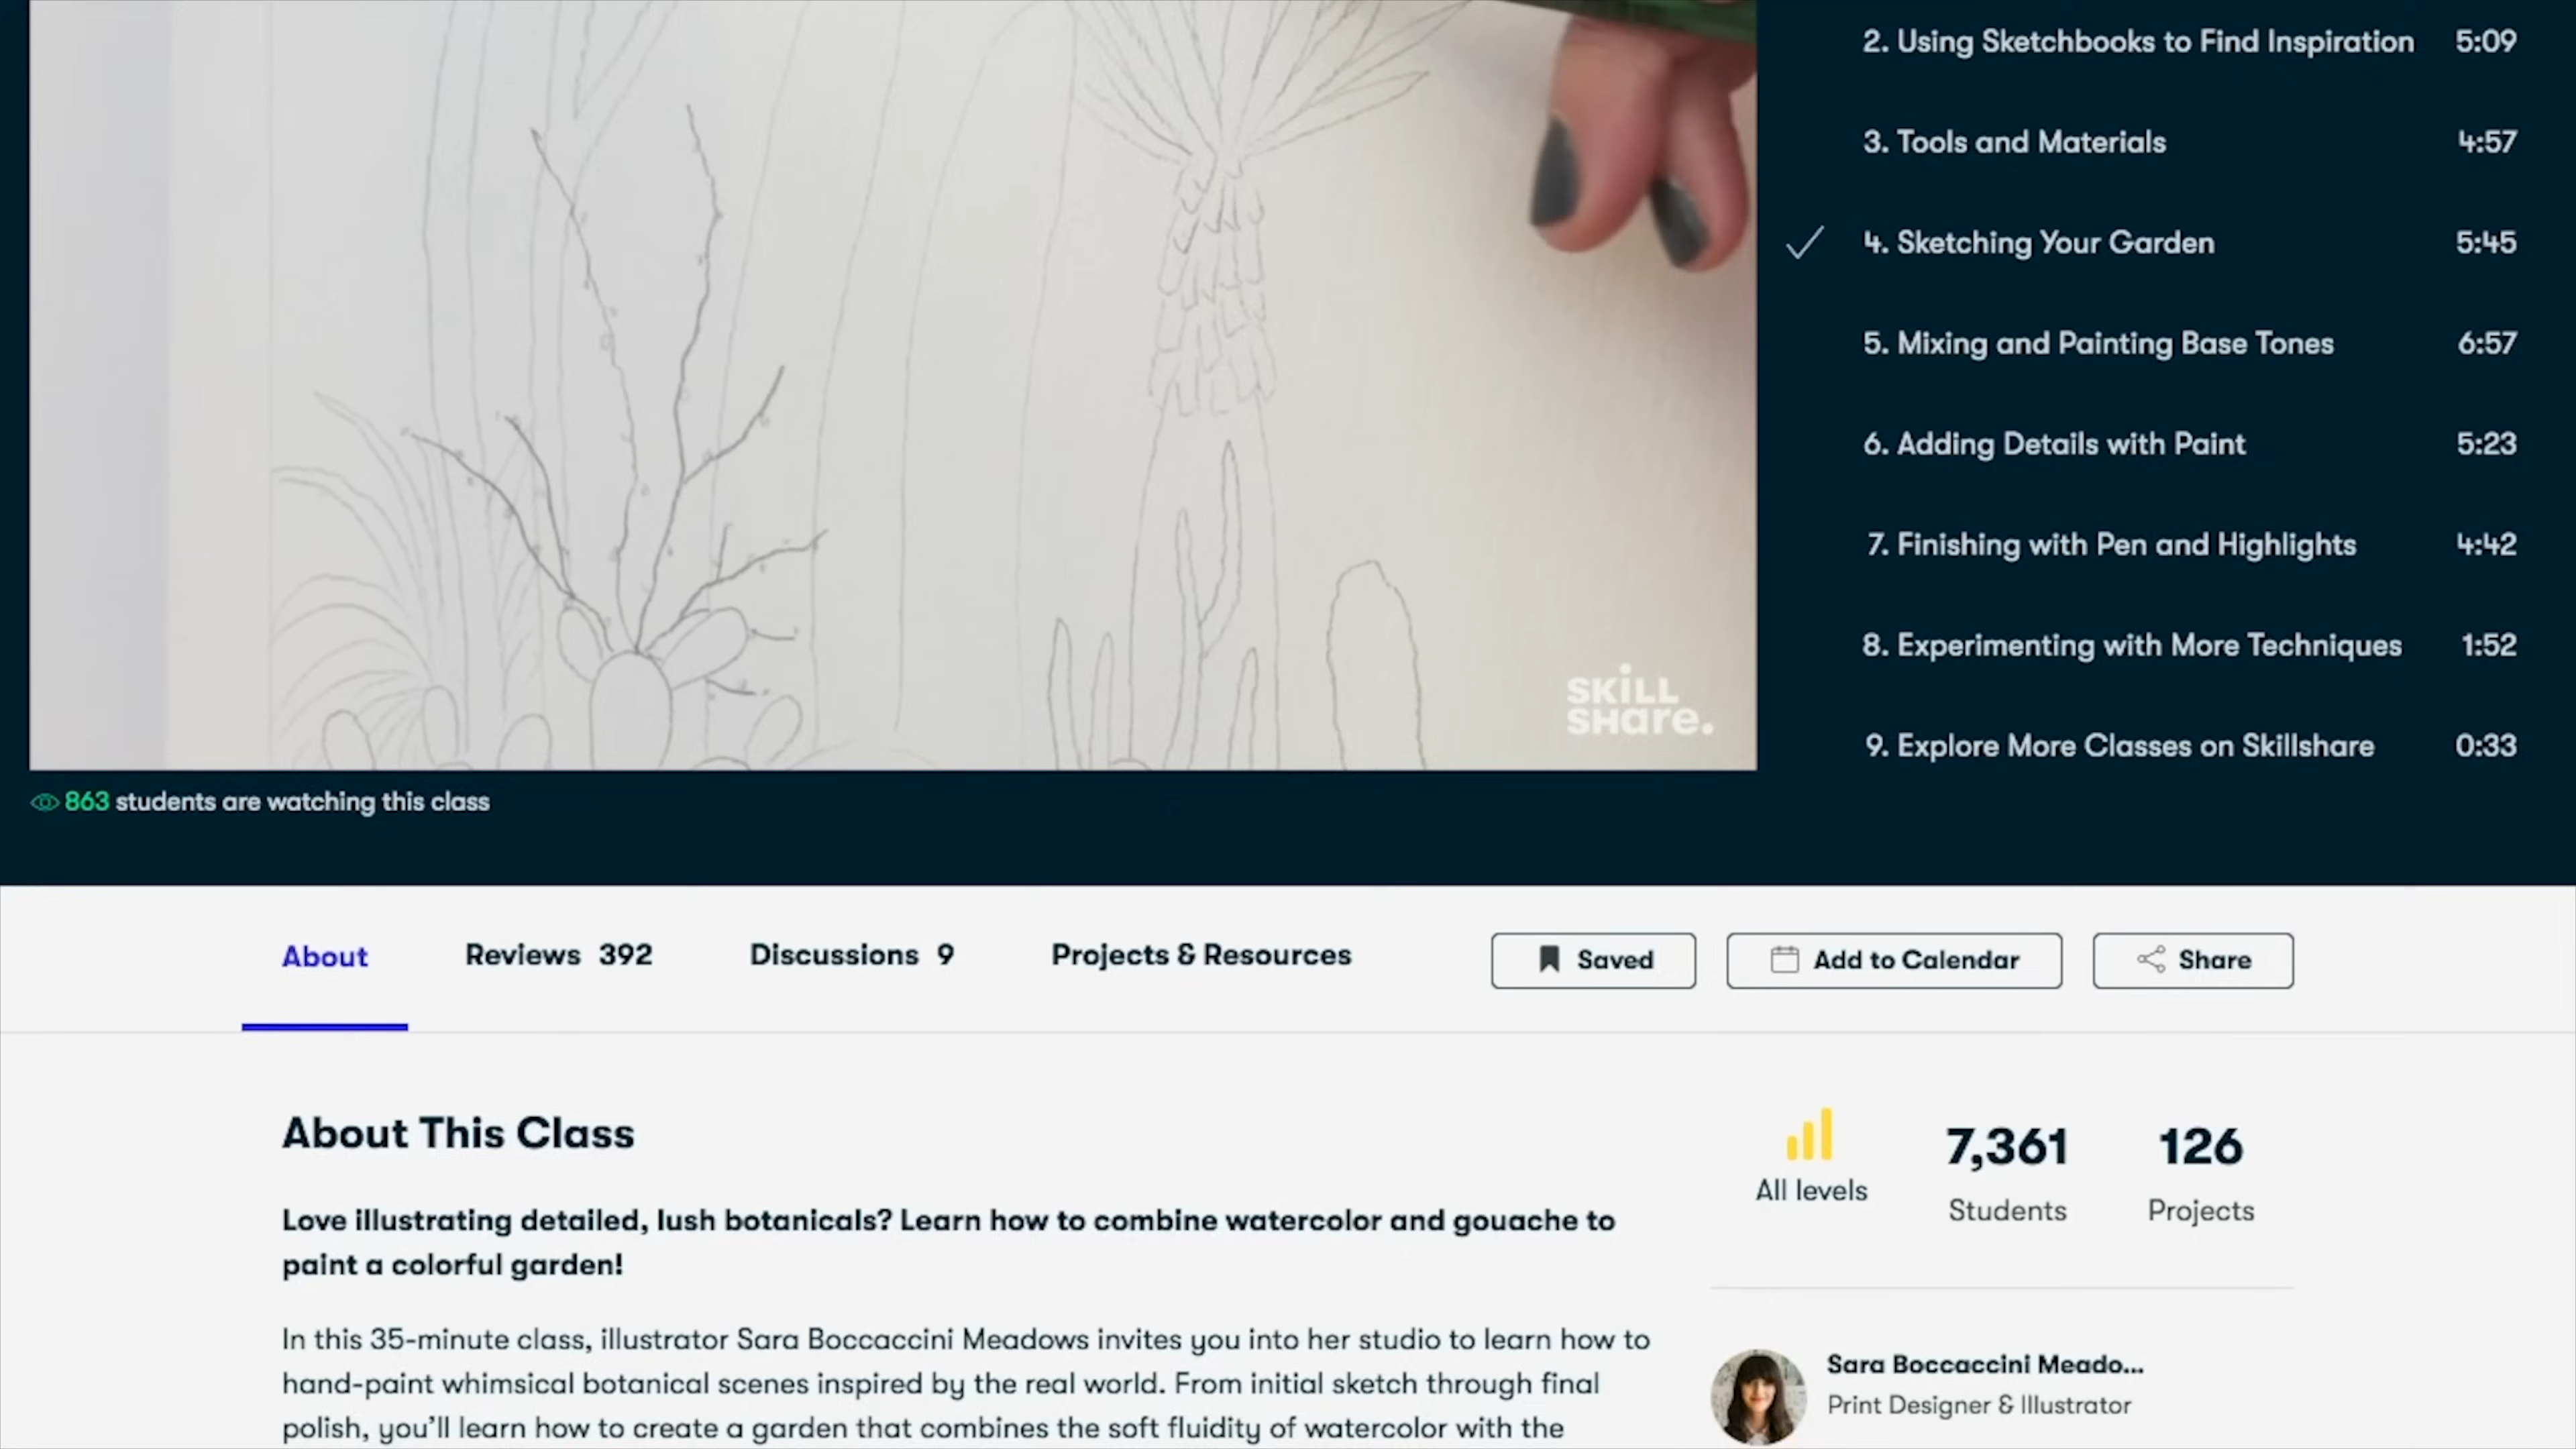 2. Using Sketchbooks to Find Inspiration 5:09
3. Tools and Materials 4:57
4. Sketching Your Garden 5:45
5. Mixing and Painting Base Tones 6:57
6. Adding Details with Paint 5:23
7. Finishing with Pen and Highlights 4:42
8. Experimenting with More Techniques 1:52
9. Explore More Classes on Skillshare 0:33
SKiLL
SHare.
863 students are watching this class
About Reviews 392 Discussions 9 Projects & Resources Saved Add to Calendar Share
About This Class
Love illustrating detailed, lush botanicals? Learn how to combine watercolor and gouache to
paint a colorful garden!
In this 35-minute class, illustrator Sara Boccaccini Meadows invites you into her studio to learn how to
hand-paint whimsical botanical scenes inspired by the real world. From initial sketch through final
polish, you'll learn how to create a garden that combines the soft fluidity of watercolor with the
All levels
7,361
Students
126
Projects
Sara Boccaccini Meado...
Print Designer & Illustrator